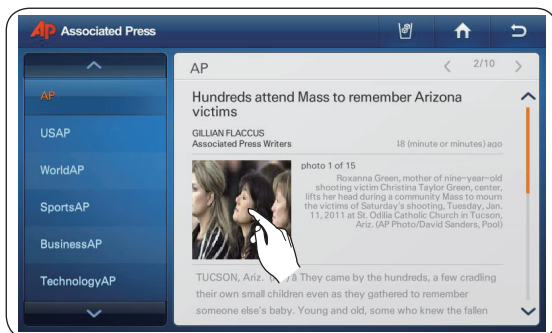 AP Associated Press
AP
USAP
WorldAP
SportsAP
BusinessAP
TechnologyAP
AP
2/10
Hundreds attend Mass to remember Arizona
victims
GILLIAN FLACCUS
Associated Press Writers
18 (minute or minutes) ago
photo 1 of 15
Roxanna Green, mother of nine-year-old
shooting victim Christina Taylor Green, center,
lifts her head during a community Mass to mourn
the victims of Saturday's shooting, Tuesday, Jan.
11, 2011 at St. Odilia Catholic Church in Tucson,
Ariz. (AP Photo/David Sanders, Pool)
TUCSON, Ariz. â They came by the hundreds, a few cradling
their own small children even as they gathered to remember
someone else's baby. Young and old, some who knew the fallen